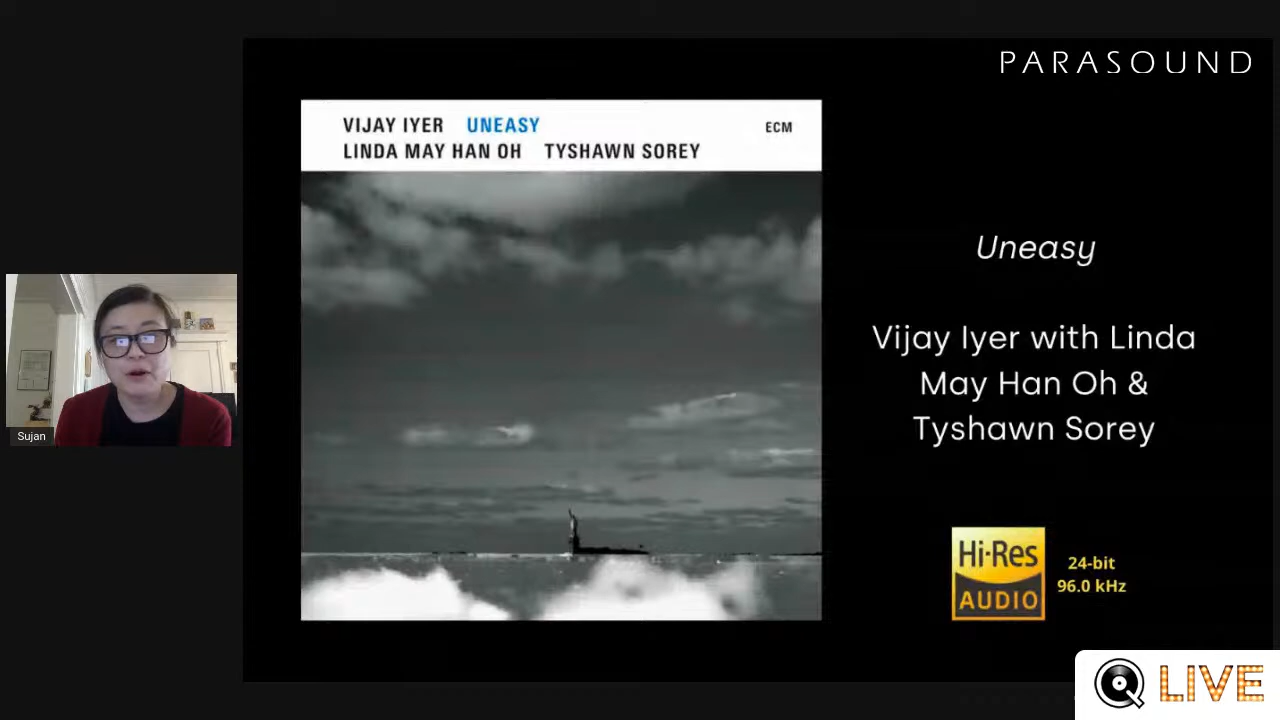 PARASOUND
VIJAY IYER UNEASY
ECM
LINDA MAY HAN OH TYSHAWN SOREY
Uneasy
Vijay Iyer with Linda
May Han Oh &
Tyshawn Sorey
Sujan
Hi-Res
AUDIO
24-bit
96.0 kHz
LIVE